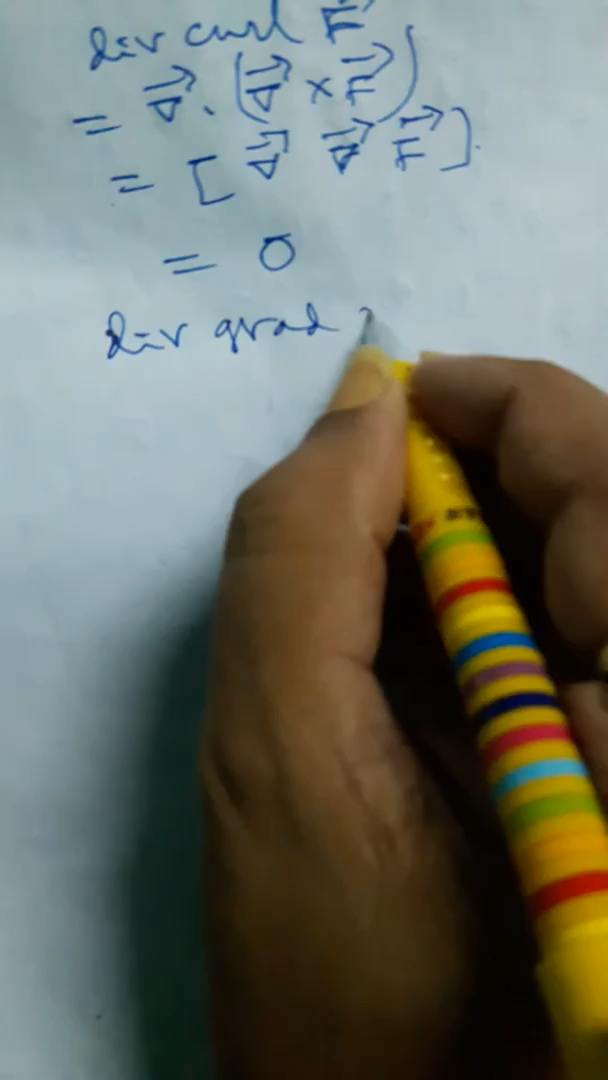 div curl F⃗
= ∇⃗ . (∇⃗ × F⃗)
= [ ∇⃗ ∇⃗ F⃗ ].
= 0
div grad